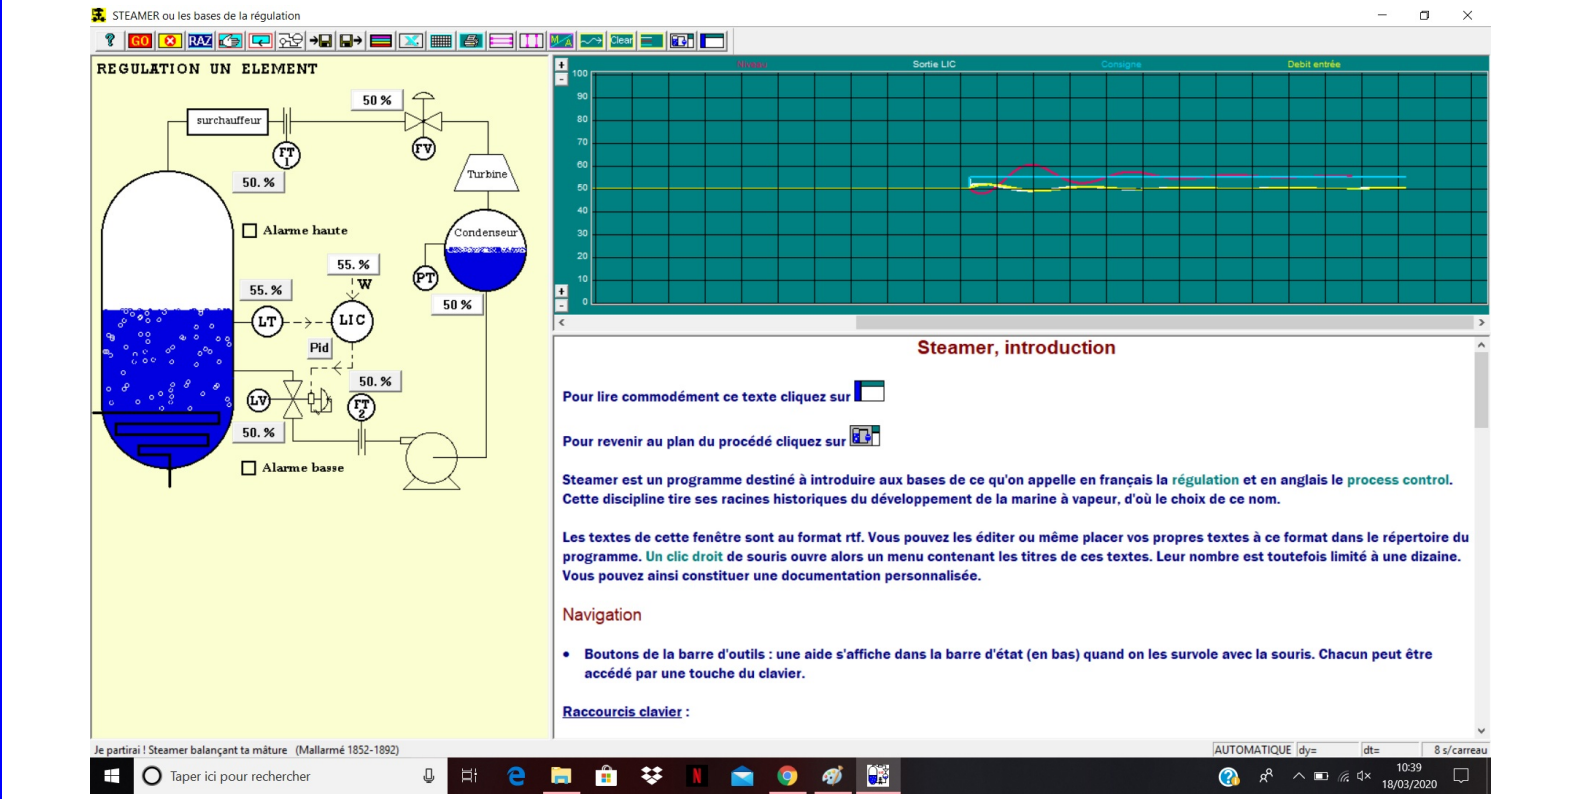 STEAMER ou les bases de la régulation
? GO RAZ M/A Clear
REGULATION UN ELEMENT
50 %
surchauffeur
FT
1
FV
50. %
Turbine
Alarme haute
Condenseur
55. %
W
PT
55. %
50 %
LT
LIC
Pid
50. %
LV
FT
2
50. %
Alarme basse
Niveau Sortie LIC Consigne Debit entrée
+
-
100
90
80
70
60
50
40
30
20
10
+
-
0
Steamer, introduction
Pour lire commodément ce texte cliquez sur
Pour revenir au plan du procédé cliquez sur
Steamer est un programme destiné à introduire aux bases de ce qu'on appelle en français la régulation et en anglais le process control.
Cette discipline tire ses racines historiques du développement de la marine à vapeur, d'où le choix de ce nom.
Les textes de cette fenêtre sont au format rtf. Vous pouvez les éditer ou même placer vos propres textes à ce format dans le répertoire du
programme. Un clic droit de souris ouvre alors un menu contenant les titres de ces textes. Leur nombre est toutefois limité à une dizaine.
Vous pouvez ainsi constituer une documentation personnalisée.
Navigation
• Boutons de la barre d'outils : une aide s'affiche dans la barre d'état (en bas) quand on les survole avec la souris. Chacun peut être
accédé par une touche du clavier.
Raccourcis clavier :
Je partirai ! Steamer balançant ta mâture (Mallarmé 1852-1892)
AUTOMATIQUE dy= dt= 8 s/carreau
Taper ici pour rechercher
10:39
18/03/2020